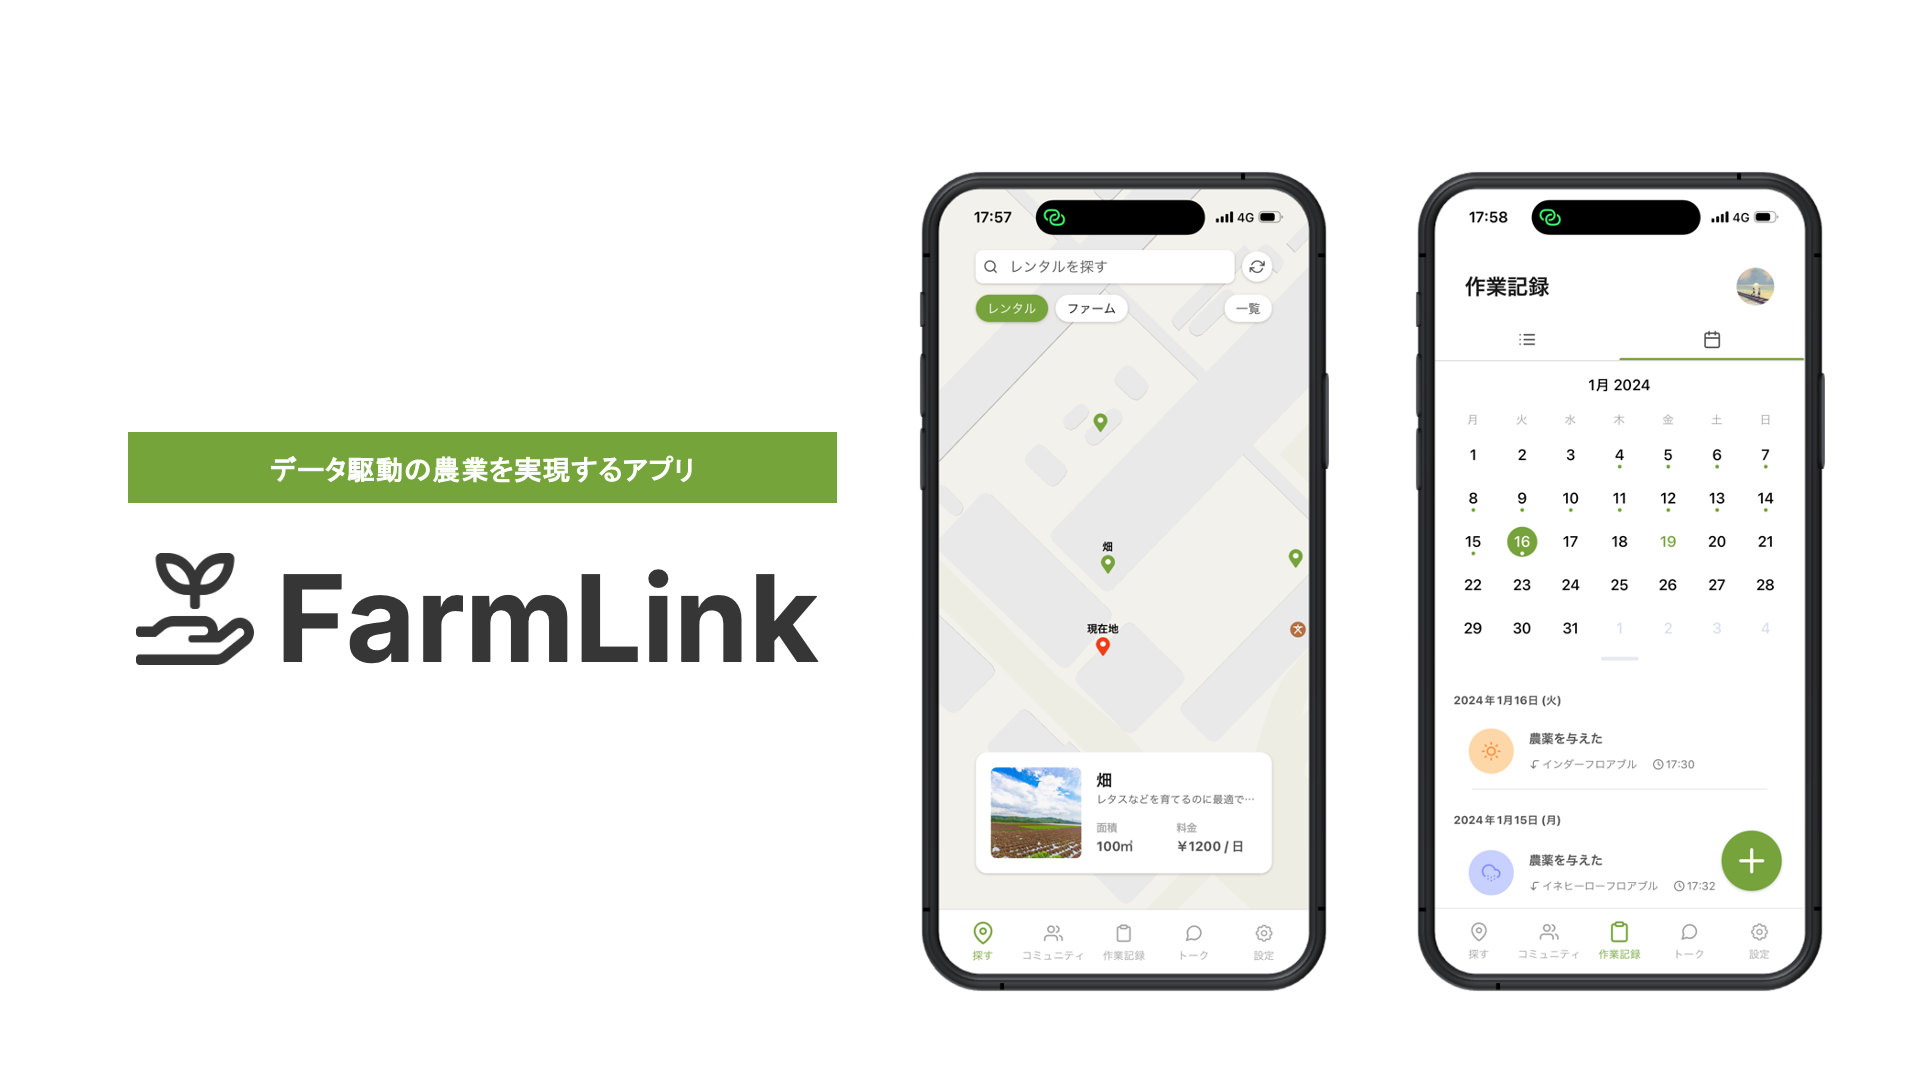 データ駆動の農業を実現するアプリ
FarmLink
17:57
4G
レンタルを探す
レンタル ファーム 一覧
畑
現在地
文
畑
レタスなどを育てるのに最適で…
面積 料金
100㎡ ¥1200 / 日
探す コミュニティ 作業記録 トーク 設定
17:58
4G
作業記録
1月 2024
月 火 水 木 金 土 日
1 2 3 4 5 6 7
8 9 10 11 12 13 14
15 16 17 18 19 20 21
22 23 24 25 26 27 28
29 30 31 1 2 3 4
2024年1月16日 (火)
農薬を与えた
インダーフロアブル 17:30
2024年1月15日 (月)
農薬を与えた
イネヒーローフロアブル 17:32
探す コミュニティ 作業記録 トーク 設定